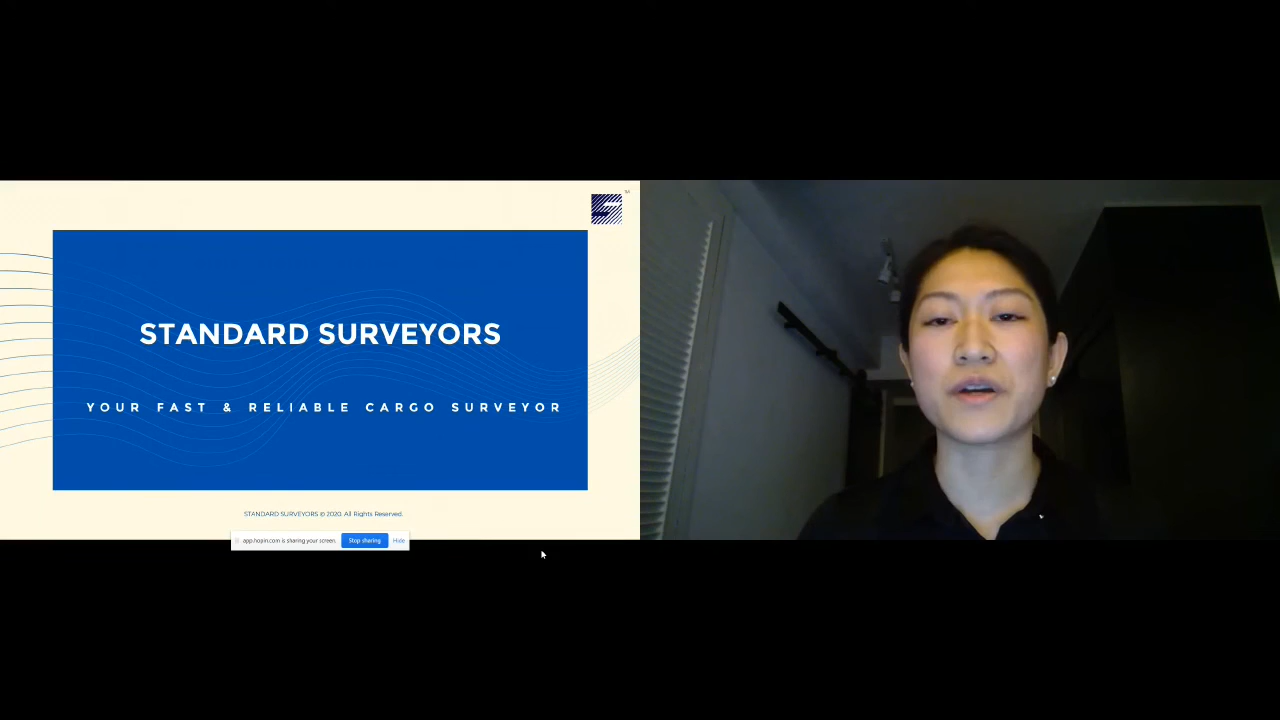 TM
STANDARD SURVEYORS
YOUR FAST & RELIABLE CARGO SURVEYOR
STANDARD SURVEYORS © 2020. All Rights Reserved.
app.hopin.com is sharing your screen.
Stop sharing
Hide